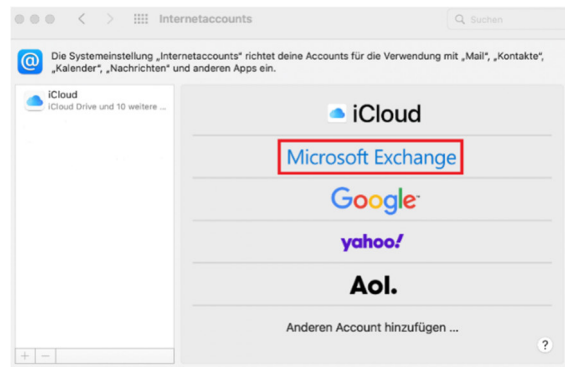 Internetaccounts
Suchen
Die Systemeinstellung „Internetaccounts“ richtet deine Accounts für die Verwendung mit „Mail“, „Kontakte“,
„Kalender“, „Nachrichten“ und anderen Apps ein.
iCloud
iCloud Drive und 10 weitere ...
iCloud
Microsoft Exchange
Google
yahoo!
Aol.
Anderen Account hinzufügen ...
?
+ −